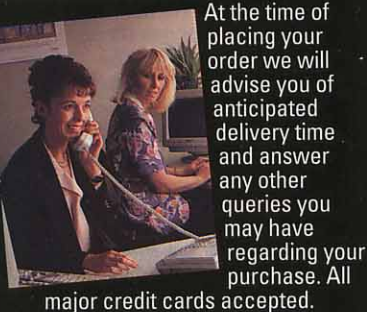 At the time of
placing your
order we will
advise you of
anticipated
delivery time
and answer
any other
queries you
may have
regarding your
purchase. All
major credit cards accepted.